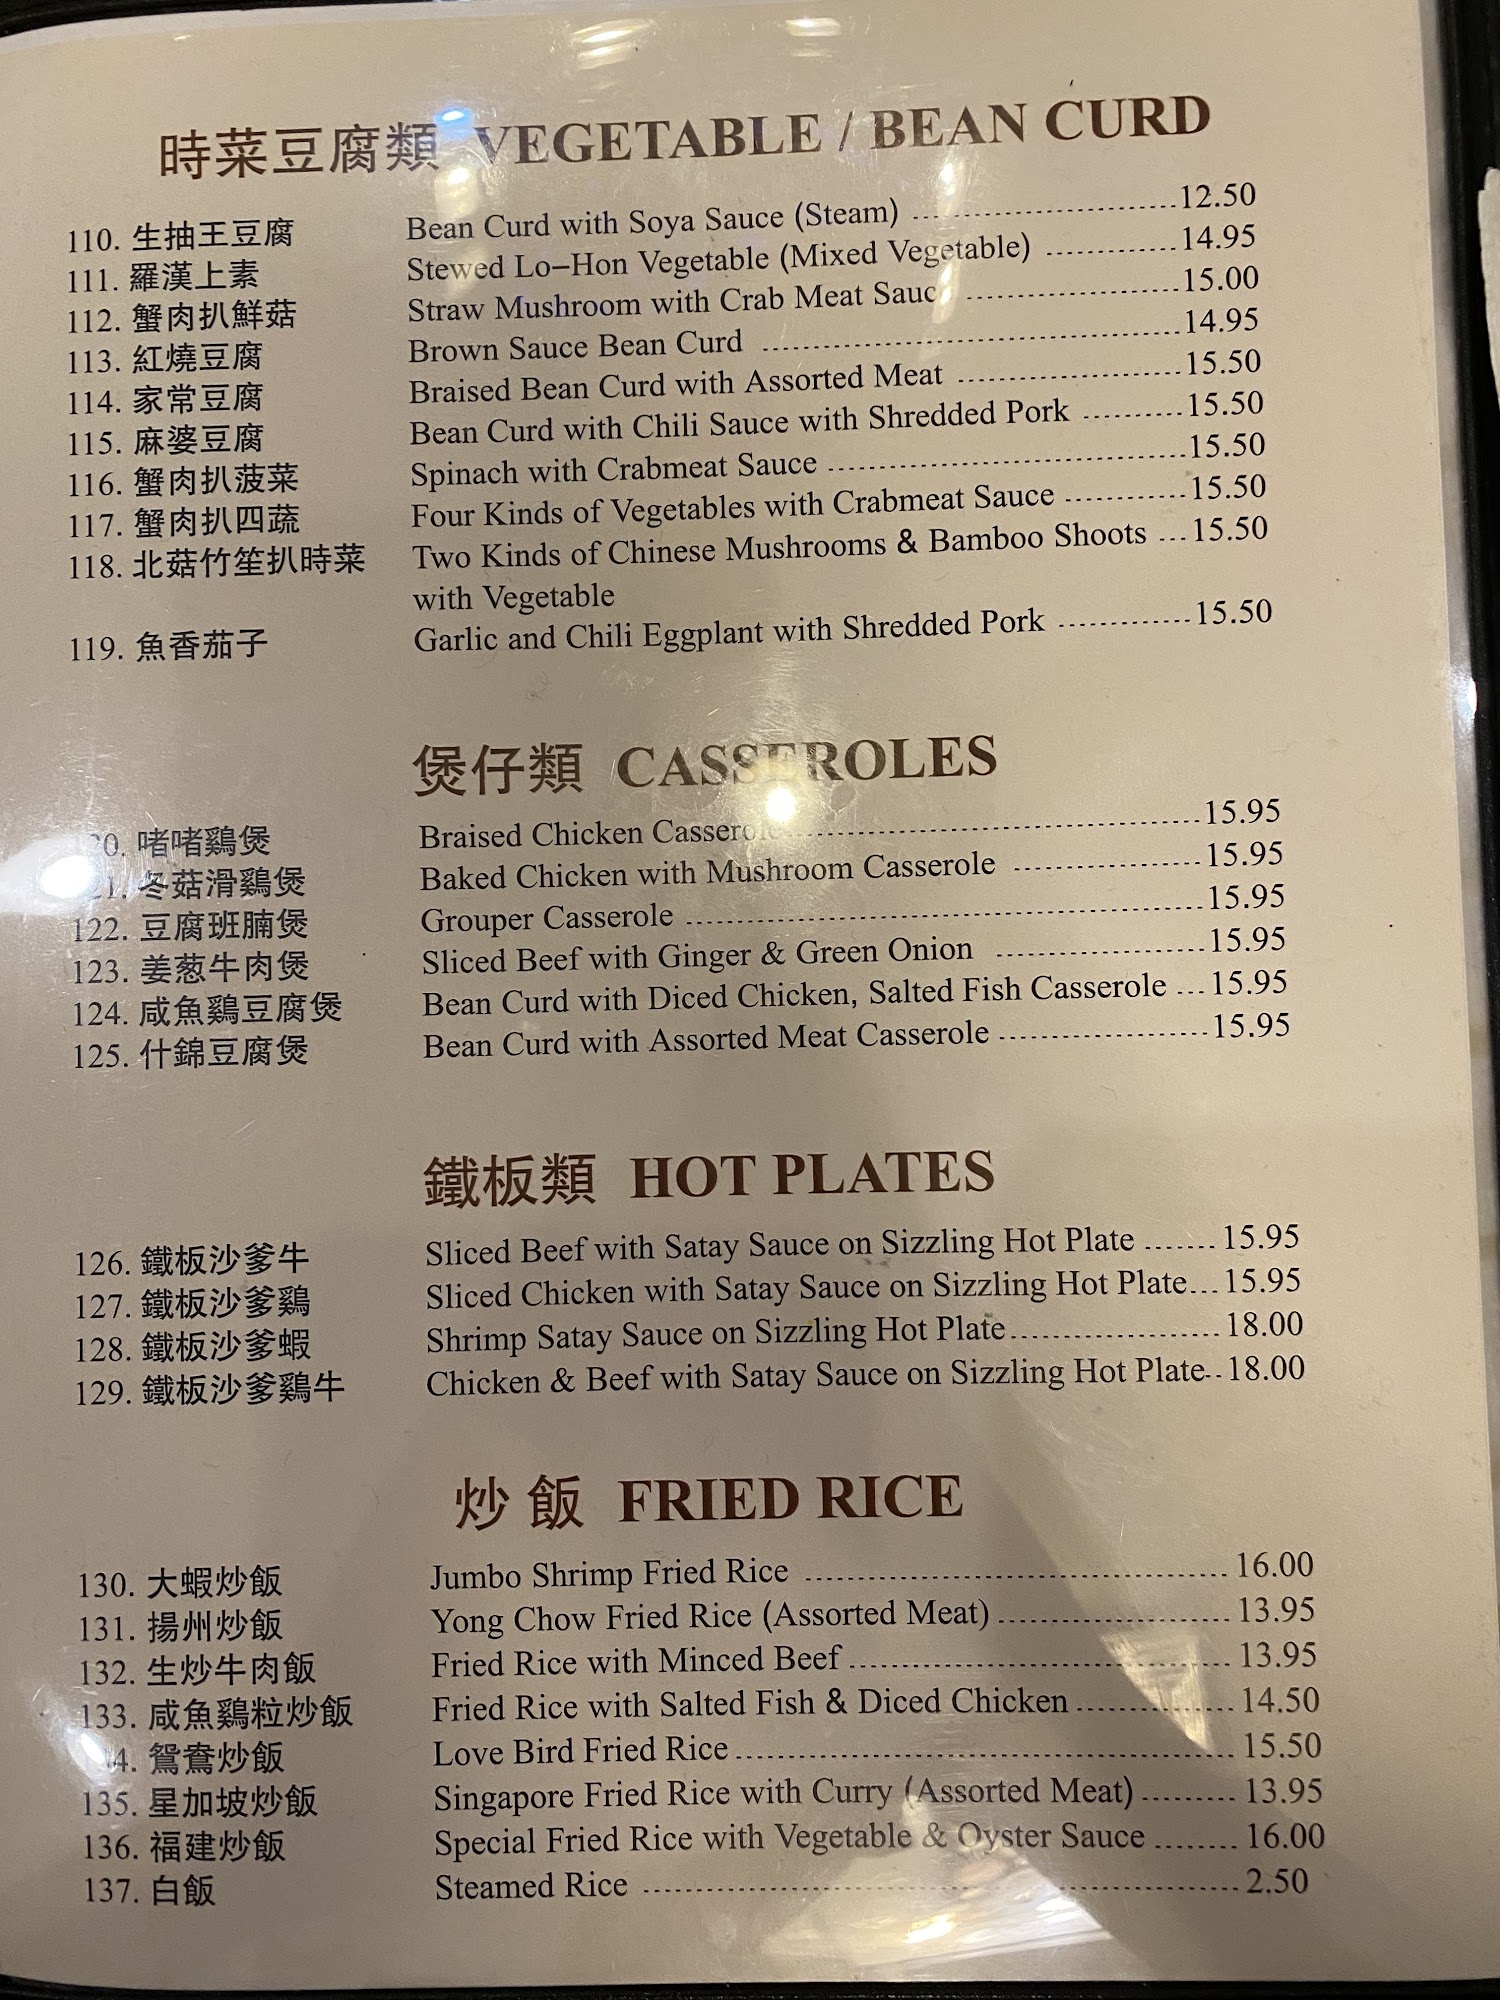 時菜豆腐類 VEGETABLE / BEAN CURD
110. 生抽王豆腐 Bean Curd with Soya Sauce (Steam) 12.50
111. 羅漢上素 Stewed Lo-Hon Vegetable (Mixed Vegetable) 14.95
112. 蟹肉扒鮮菇 Straw Mushroom with Crab Meat Sauc 15.00
113. 紅燒豆腐 Brown Sauce Bean Curd 14.95
114. 家常豆腐 Braised Bean Curd with Assorted Meat 15.50
115. 麻婆豆腐 Bean Curd with Chili Sauce with Shredded Pork 15.50
116. 蟹肉扒菠菜 Spinach with Crabmeat Sauce 15.50
117. 蟹肉扒四蔬 Four Kinds of Vegetables with Crabmeat Sauce 15.50
118. 北菇竹笙扒時菜 Two Kinds of Chinese Mushrooms & Bamboo Shoots 15.50
with Vegetable
119. 魚香茄子 Garlic and Chili Eggplant with Shredded Pork 15.50
煲仔類 CASSEROLES
啫啫鷄煲 Braised Chicken Casserole 15.95
冬菇滑鷄煲 Baked Chicken with Mushroom Casserole 15.95
122. 豆腐班腩煲 Grouper Casserole 15.95
123. 姜葱牛肉煲 Sliced Beef with Ginger & Green Onion 15.95
124. 咸魚鷄豆腐煲 Bean Curd with Diced Chicken, Salted Fish Casserole 15.95
125. 什錦豆腐煲 Bean Curd with Assorted Meat Casserole 15.95
鐵板類 HOT PLATES
126. 鐵板沙爹牛 Sliced Beef with Satay Sauce on Sizzling Hot Plate 15.95
127. 鐵板沙爹鷄 Sliced Chicken with Satay Sauce on Sizzling Hot Plate 15.95
128. 鐵板沙爹蝦 Shrimp Satay Sauce on Sizzling Hot Plate 18.00
129. 鐵板沙爹鷄牛 Chicken & Beef with Satay Sauce on Sizzling Hot Plate 18.00
炒飯 FRIED RICE
130. 大蝦炒飯 Jumbo Shrimp Fried Rice 16.00
131. 揚州炒飯 Yong Chow Fried Rice (Assorted Meat) 13.95
132. 生炒牛肉飯 Fried Rice with Minced Beef 13.95
133. 咸魚鷄粒炒飯 Fried Rice with Salted Fish & Diced Chicken 14.50
鴛鴦炒飯 Love Bird Fried Rice 15.50
135. 星加坡炒飯 Singapore Fried Rice with Curry (Assorted Meat) 13.95
136. 福建炒飯 Special Fried Rice with Vegetable & Oyster Sauce 16.00
137. 白飯 Steamed Rice 2.50